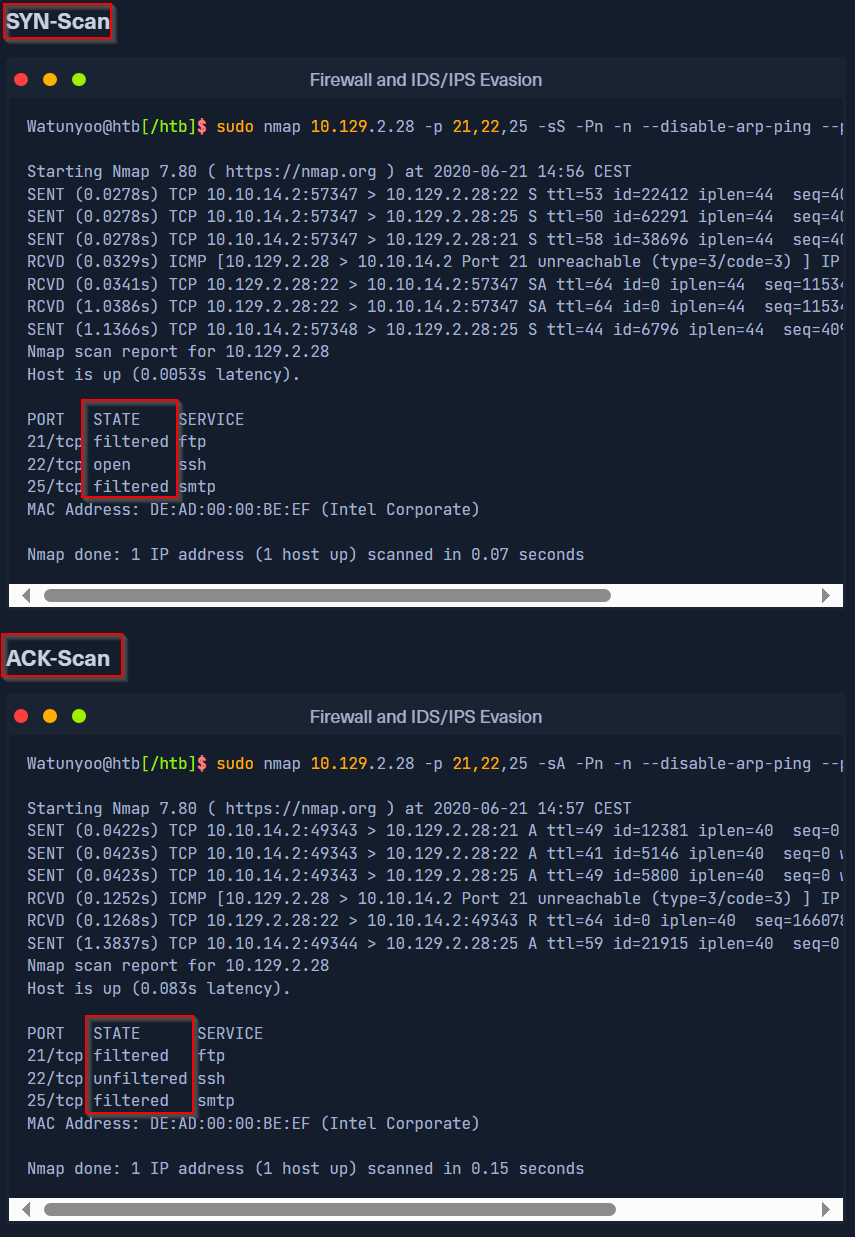 SYN-Scan
Firewall and IDS/IPS Evasion
Watunyoo@htb[/htb]$ sudo nmap 10.129.2.28 -p 21,22,25 -sS -Pn -n --disable-arp-ping
Starting Nmap 7.80 ( https://nmap.org ) at 2020-06-21 14:56 CEST
SENT (0.0278s) TCP 10.10.14.2:57347 > 10.129.2.28:22 S ttl=53 id=22412 iplen=44  seq=40
SENT (0.0278s) TCP 10.10.14.2:57347 > 10.129.2.28:25 S ttl=50 id=62291 iplen=44  seq=40
SENT (0.0278s) TCP 10.10.14.2:57347 > 10.129.2.28:21 S ttl=58 id=38696 iplen=44  seq=40
RCVD (0.0329s) ICMP [10.129.2.28 > 10.10.14.2 Port 21 unreachable (type=3/code=3) ] IP
RCVD (0.0341s) TCP 10.129.2.28:22 > 10.10.14.2:57347 SA ttl=64 id=0 iplen=44  seq=11534
RCVD (1.0386s) TCP 10.129.2.28:22 > 10.10.14.2:57347 SA ttl=64 id=0 iplen=44  seq=11534
SENT (1.1366s) TCP 10.10.14.2:57348 > 10.129.2.28:25 S ttl=44 id=6796 iplen=44  seq=409
Nmap scan report for 10.129.2.28
Host is up (0.0053s latency).
PORT   STATE    SERVICE
21/tcp filtered ftp
22/tcp open     ssh
25/tcp filtered smtp
MAC Address: DE:AD:00:00:BE:EF (Intel Corporate)
Nmap done: 1 IP address (1 host up) scanned in 0.07 seconds
ACK-Scan
Firewall and IDS/IPS Evasion
Watunyoo@htb[/htb]$ sudo nmap 10.129.2.28 -p 21,22,25 -sA -Pn -n --disable-arp-ping
Starting Nmap 7.80 ( https://nmap.org ) at 2020-06-21 14:57 CEST
SENT (0.0422s) TCP 10.10.14.2:49343 > 10.129.2.28:21 A ttl=49 id=12381 iplen=40  seq=0
SENT (0.0423s) TCP 10.10.14.2:49343 > 10.129.2.28:22 A ttl=41 id=5146 iplen=40  seq=0
SENT (0.0423s) TCP 10.10.14.2:49343 > 10.129.2.28:25 A ttl=49 id=5800 iplen=40  seq=0
RCVD (0.1252s) ICMP [10.129.2.28 > 10.10.14.2 Port 21 unreachable (type=3/code=3) ] IP
RCVD (0.1268s) TCP 10.129.2.28:22 > 10.10.14.2:49343 R ttl=64 id=0 iplen=40  seq=166078
SENT (1.3837s) TCP 10.10.14.2:49344 > 10.129.2.28:25 A ttl=59 id=21915 iplen=40  seq=0
Nmap scan report for 10.129.2.28
Host is up (0.083s latency).
PORT   STATE      SERVICE
21/tcp filtered   ftp
22/tcp unfiltered ssh
25/tcp filtered   smtp
MAC Address: DE:AD:00:00:BE:EF (Intel Corporate)
Nmap done: 1 IP address (1 host up) scanned in 0.15 seconds